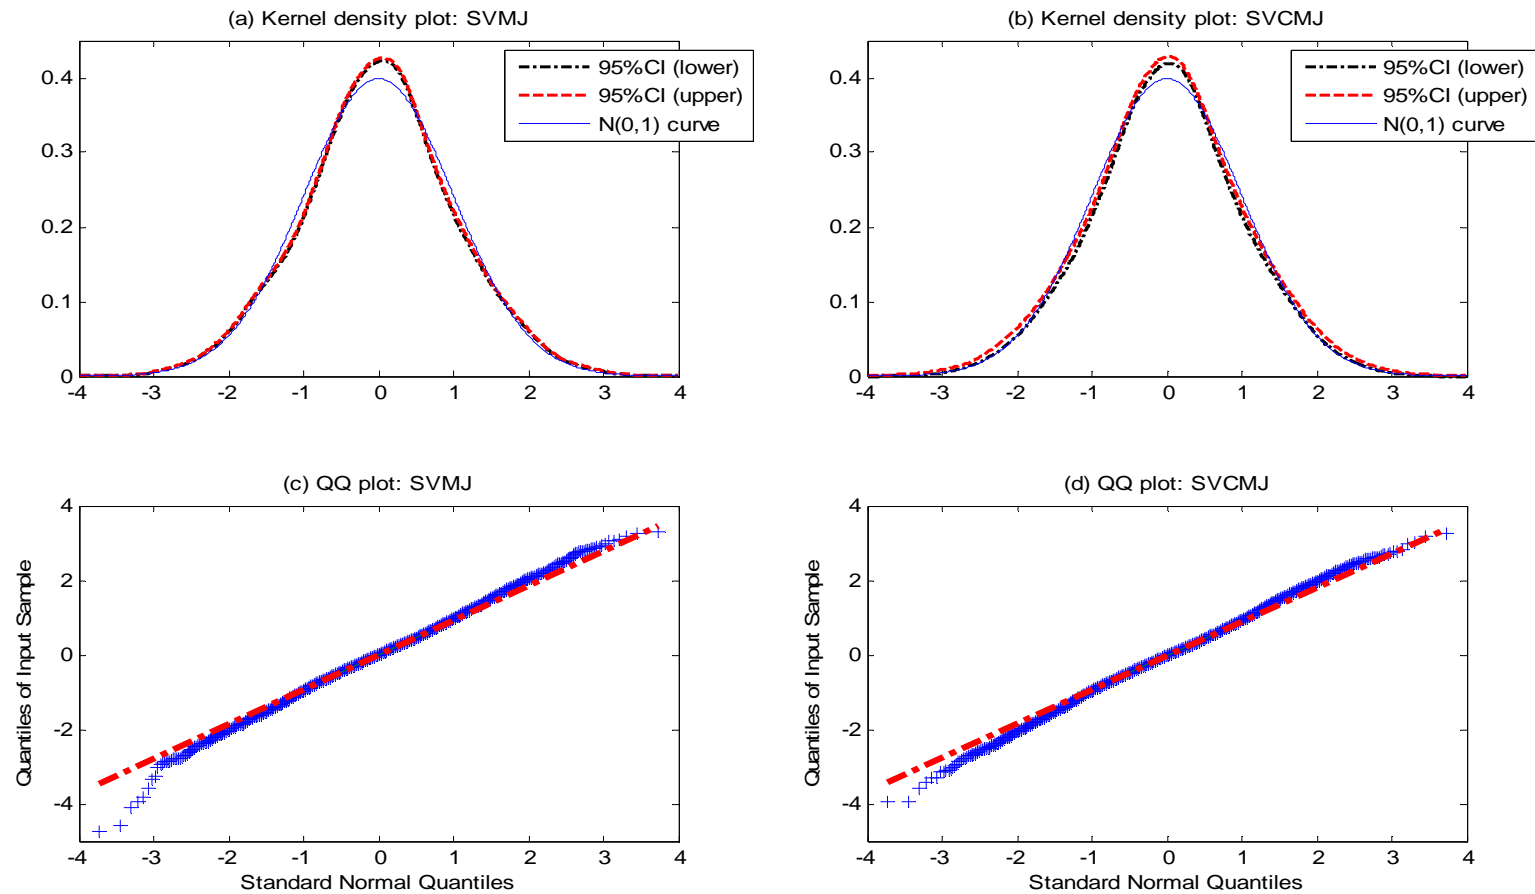 (a) Kernel density plot: SVMJ
0.4
0.3
0.2
0.1
0
-4 -3 -2 -1 0 1 2 3 4
95%CI (lower)
95%CI (upper)
N(0,1) curve
(b) Kernel density plot: SVCMJ
0.4
0.3
0.2
0.1
0
-4 -3 -2 -1 0 1 2 3 4
95%CI (lower)
95%CI (upper)
N(0,1) curve
(c) QQ plot: SVMJ
Quantiles of Input Sample
4
2
0
-2
-4
-4 -3 -2 -1 0 1 2 3 4
Standard Normal Quantiles
(d) QQ plot: SVCMJ
Quantiles of Input Sample
4
2
0
-2
-4
-4 -3 -2 -1 0 1 2 3 4
Standard Normal Quantiles